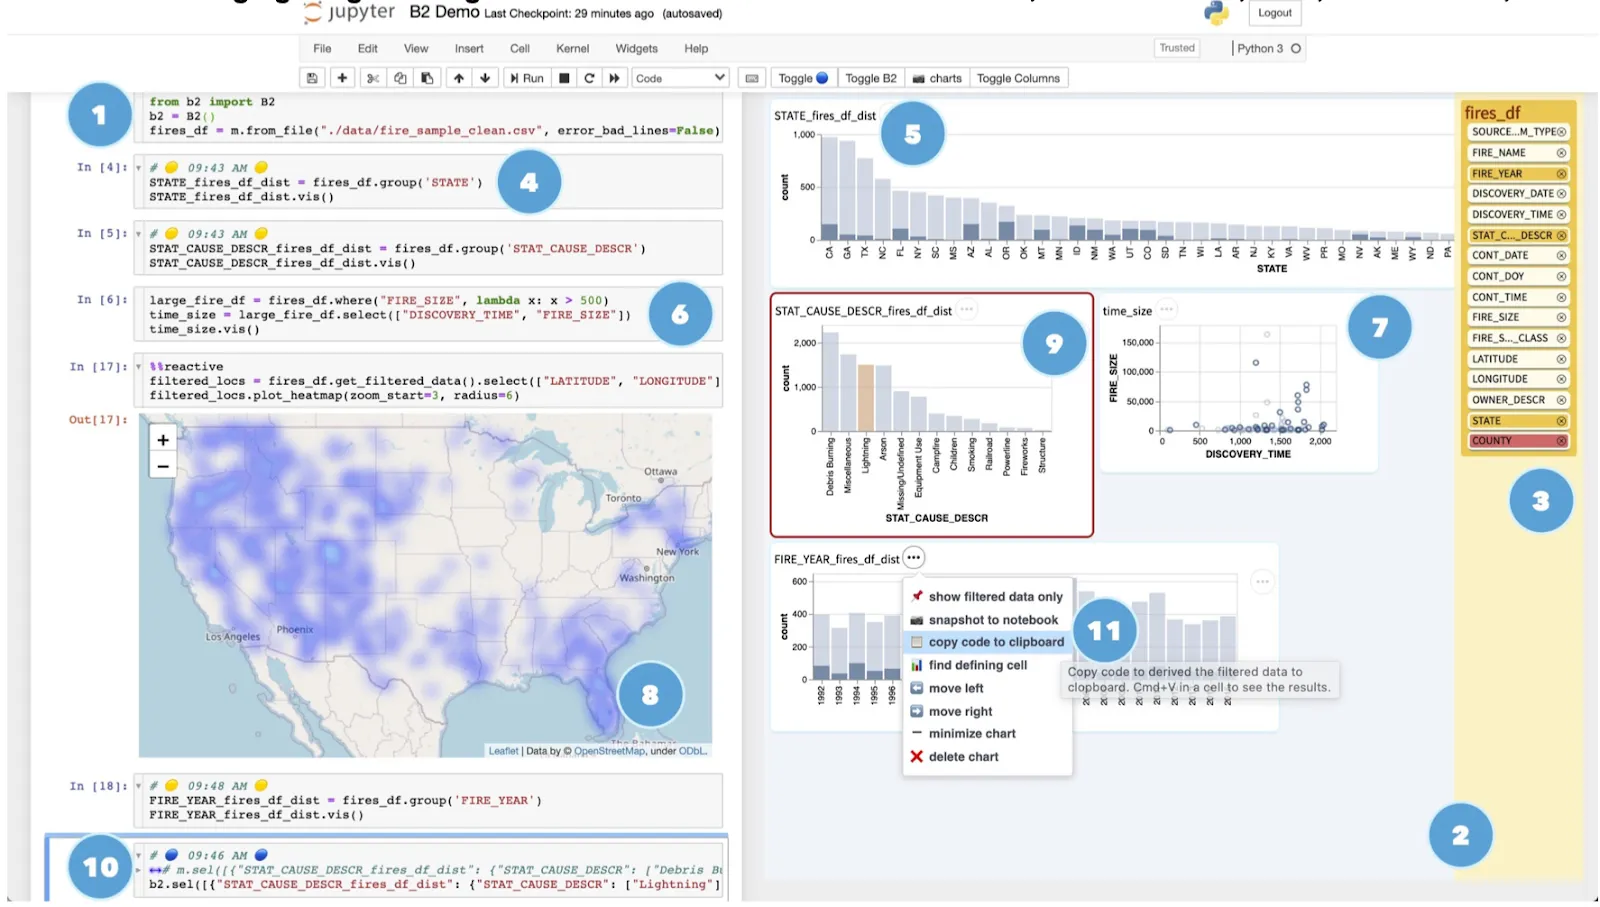 jupyter B2 Demo Last Checkpoint: 29 minutes ago (autosaved)
Logout
File Edit View Insert Cell Kernel Widgets Help
Trusted
Python 3
Run
Code
Toggle
Toggle B2
charts
Toggle Columns
1
from b2 import B2
b2 = B2()
fires_df = m.from_file("./data/fire_sample_clean.csv", error_bad_lines=False)
In [4]:
# 09:43 AM
STATE_fires_df_dist = fires_df.group('STATE')
STATE_fires_df_dist.vis()
4
In [5]:
# 09:43 AM
STAT_CAUSE_DESCR_fires_df_dist = fires_df.group('STAT_CAUSE_DESCR')
STAT_CAUSE_DESCR_fires_df_dist.vis()
In [6]:
large_fire_df = fires_df.where("FIRE_SIZE", lambda x: x > 500)
time_size = large_fire_df.select(["DISCOVERY_TIME", "FIRE_SIZE"])
time_size.vis()
6
In [17]:
%%reactive
filtered_locs = fires_df.get_filtered_data().select(["LATITUDE", "LONGITUDE"]
filtered_locs.plot_heatmap(zoom_start=3, radius=6)
Out[17]:
+
−
Ottawa
Toronto
New York
Washington
Los Angeles
Phoenix
8
The Bahamas
Leaflet | Data by © OpenStreetMap, under ODbL.
In [18]:
# 09:48 AM
FIRE_YEAR_fires_df_dist = fires_df.group('FIRE_YEAR')
FIRE_YEAR_fires_df_dist.vis()
10
# 09:46 AM
# m.sel([{"STAT_CAUSE_DESCR_fires_df_dist": {"STAT_CAUSE_DESCR": ["Debris Bu
b2.sel([{"STAT_CAUSE_DESCR_fires_df_dist": {"STAT_CAUSE_DESCR": ["Lightning"]
STATE_fires_df_dist
5
1,000
500
0
count
CA GA TX NC FL NY SC MS AZ AL OR OK MT MN ID NM WA UT CO SD TN WI LA AR NJ KY VA WV PR MO NV AK ME WY ND PA
STATE
STAT_CAUSE_DESCR_fires_df_dist
9
2,000
1,000
0
count
Debris Burning
Miscellaneous
Lightning
Arson
Missing/Undefined
Equipment Use
Campfire
Children
Smoking
Railroad
Powerline
Fireworks
Structure
STAT_CAUSE_DESCR
time_size
7
150,000
100,000
50,000
0
FIRE_SIZE
0 500 1,000 1,500 2,000
DISCOVERY_TIME
FIRE_YEAR_fires_df_dist
600
400
200
0
count
1992 1993 1994 1995 1996
show filtered data only
snapshot to notebook
copy code to clipboard
find defining cell
move left
move right
minimize chart
delete chart
11
Copy code to derived the filtered data to
clopboard. Cmd+V in a cell to see the results.
fires_df
SOURCE...M_TYPE
FIRE_NAME
FIRE_YEAR
DISCOVERY_DATE
DISCOVERY_TIME
STAT_C..._DESCR
CONT_DATE
CONT_DOY
CONT_TIME
FIRE_SIZE
FIRE_S..._CLASS
LATITUDE
LONGITUDE
OWNER_DESCR
STATE
COUNTY
3
2